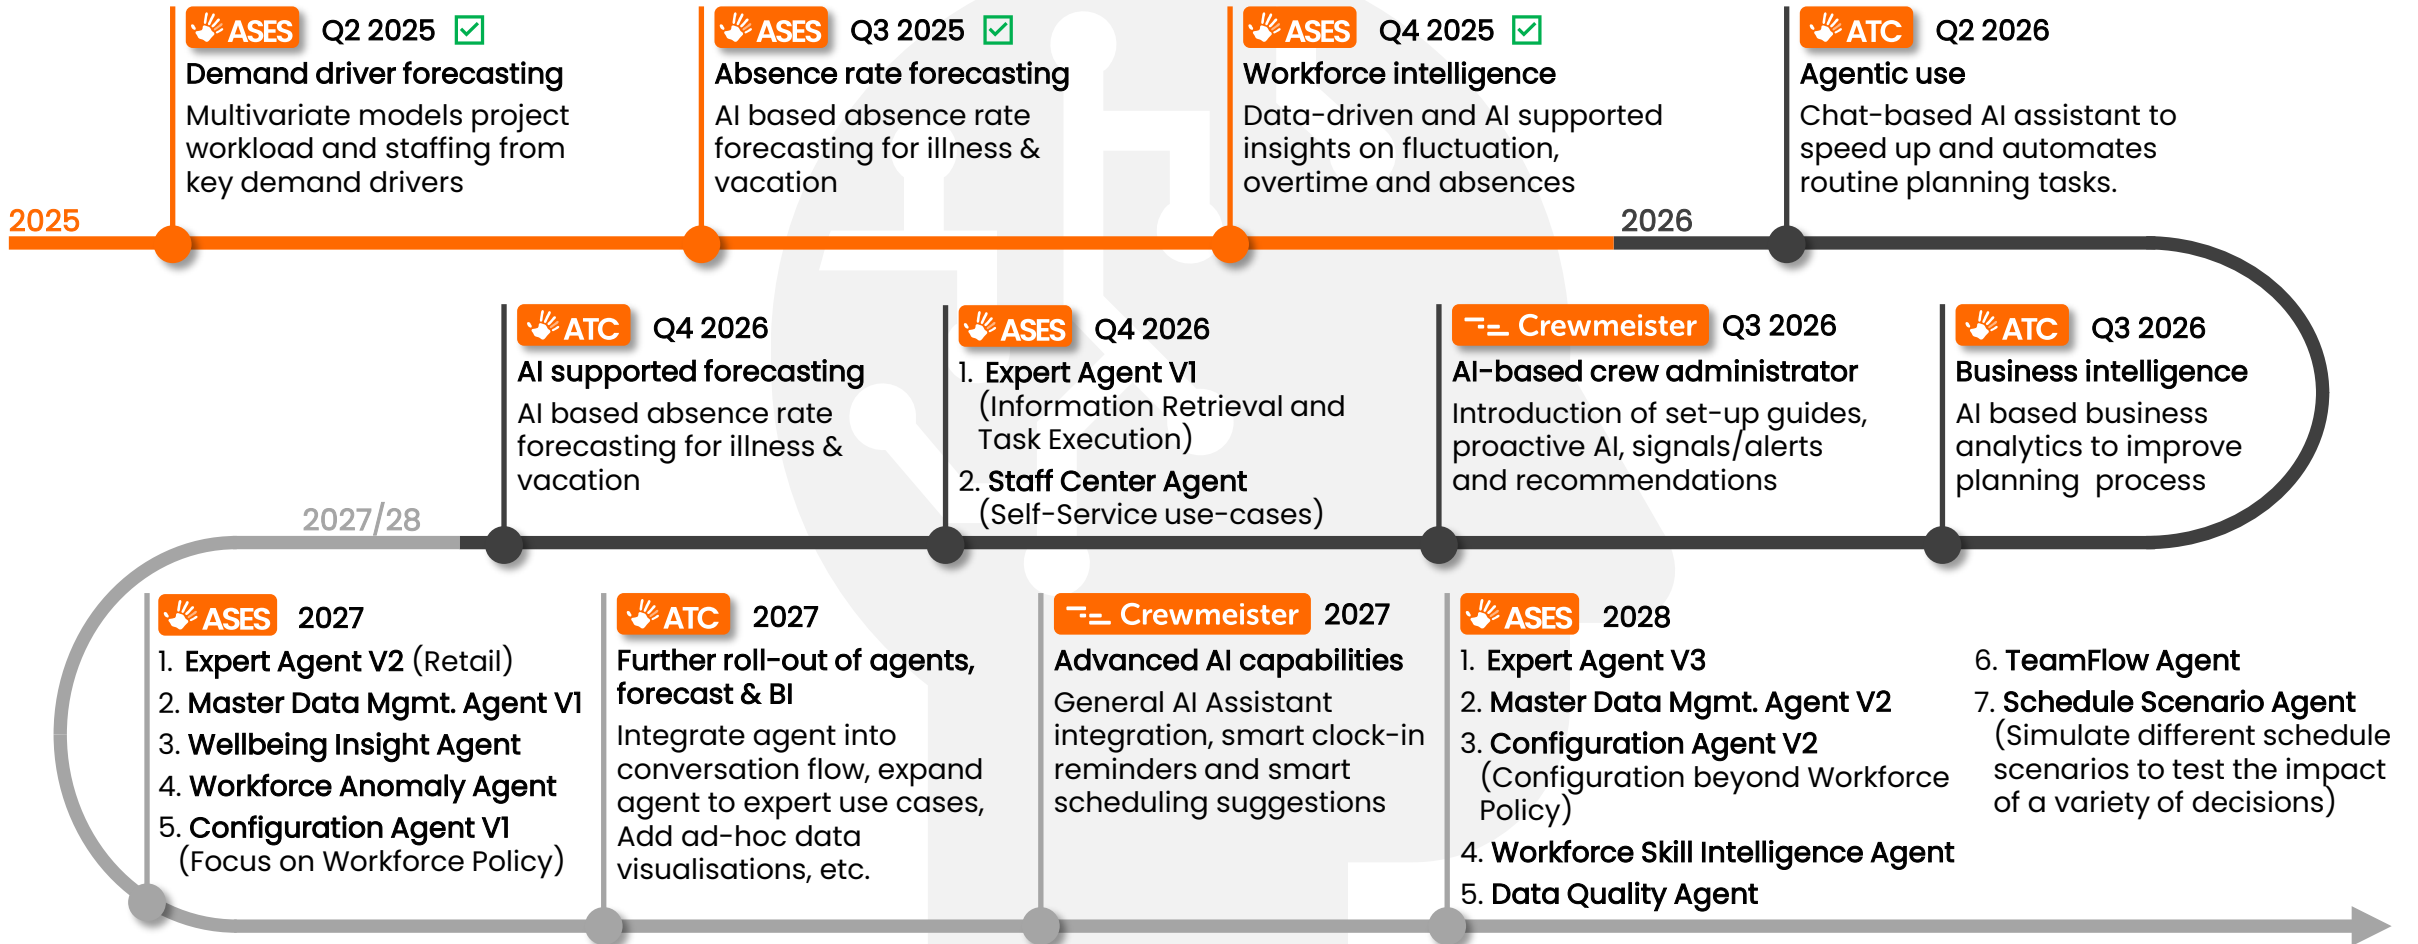 ASES Q2 2025
Demand driver forecasting
Multivariate models project
workload and staffing from
key demand drivers
ASES Q3 2025
Absence rate forecasting
AI based absence rate
forecasting for illness &
vacation
ASES Q4 2025
Workforce intelligence
Data-driven and AI supported
insights on fluctuation,
overtime and absences
ATC Q2 2026
Agentic use
Chat-based AI assistant to
speed up and automates
routine planning tasks.
2025
2026
ATC Q4 2026
AI supported forecasting
AI based absence rate
forecasting for illness &
vacation
ASES Q4 2026
1. Expert Agent V1
(Information Retrieval and
Task Execution)
2. Staff Center Agent
(Self-Service use-cases)
Crewmeister Q3 2026
AI-based crew administrator
Introduction of set-up guides,
proactive AI, signals/alerts
and recommendations
ATC Q3 2026
Business intelligence
AI based business
analytics to improve
planning process
2027/28
ASES 2027
1. Expert Agent V2 (Retail)
2. Master Data Mgmt. Agent V1
3. Wellbeing Insight Agent
4. Workforce Anomaly Agent
5. Configuration Agent V1
(Focus on Workforce Policy)
ATC 2027
Further roll-out of agents,
forecast & BI
Integrate agent into
conversation flow, expand
agent to expert use cases,
Add ad-hoc data
visualisations, etc.
Crewmeister 2027
Advanced AI capabilities
General AI Assistant
integration, smart clock-in
reminders and smart
scheduling suggestions
ASES 2028
1. Expert Agent V3
2. Master Data Mgmt. Agent V2
3. Configuration Agent V2
(Configuration beyond Workforce
Policy)
4. Workforce Skill Intelligence Agent
5. Data Quality Agent
6. TeamFlow Agent
7. Schedule Scenario Agent
(Simulate different schedule
scenarios to test the impact
of a variety of decisions)